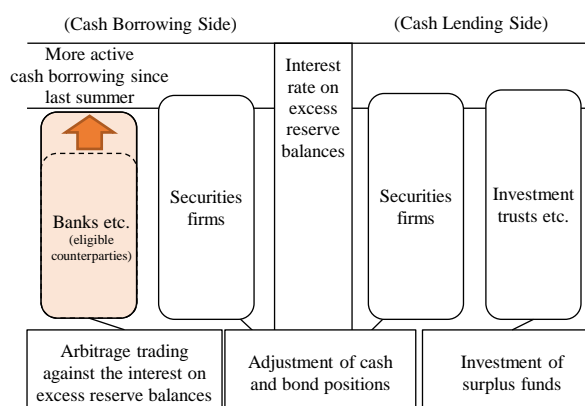 (Cash Borrowing Side)
(Cash Lending Side)
More active
cash borrowing since
last summer
Interest
rate on
excess
reserve
balances
Banks etc.
(eligible
counterparties)
Securities
firms
Securities
firms
Investment
trusts etc.
Arbitrage trading
against the interest on
excess reserve balances
Adjustment of cash
and bond positions
Investment of
surplus funds